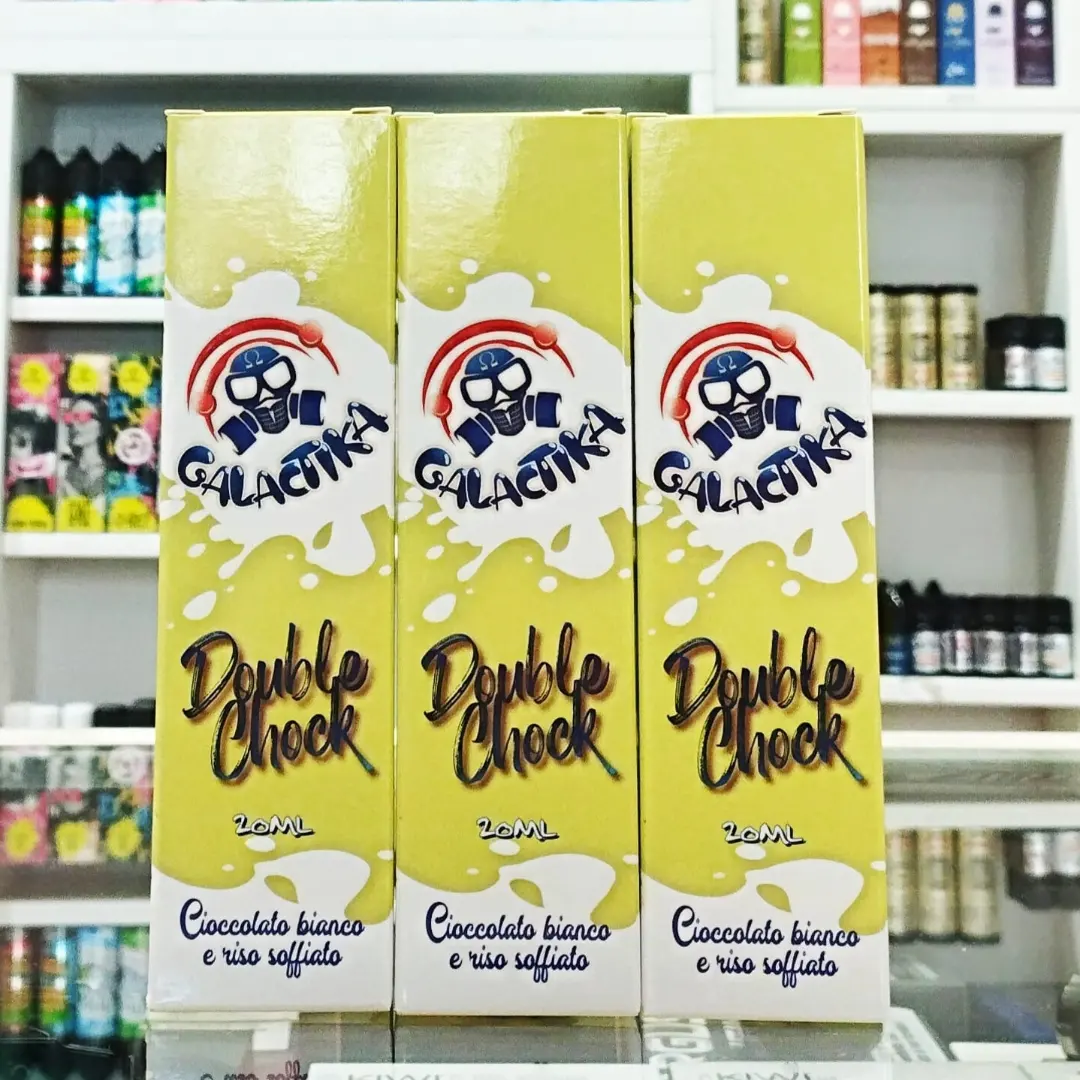 GALACTIKA
Double
Chock
20ML
Cioccolato bianco
e riso soffiato
GALACTIKA
Double
Chock
20ML
Cioccolato bianco
e riso soffiato
GALACTIKA
Double
Chock
20ML
Cioccolato bianco
e riso soffiato